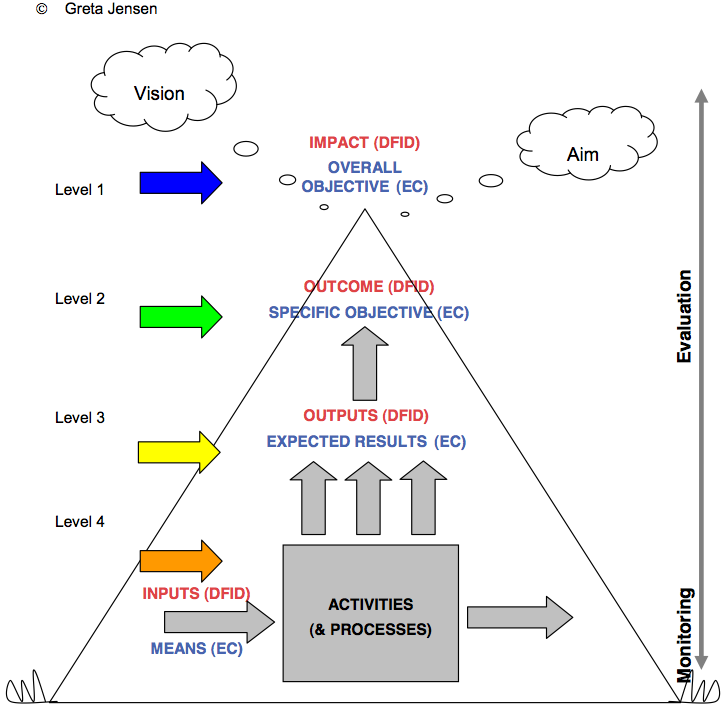 © Greta Jensen
Vision
Aim
IMPACT (DFID)
OVERALL
OBJECTIVE (EC)
Level 1
Level 2
OUTCOME (DFID)
SPECIFIC OBJECTIVE (EC)
Evaluation
Level 3
OUTPUTS (DFID)
EXPECTED RESULTS (EC)
Level 4
INPUTS (DFID)
MEANS (EC)
ACTIVITIES
(& PROCESSES)
Monitoring